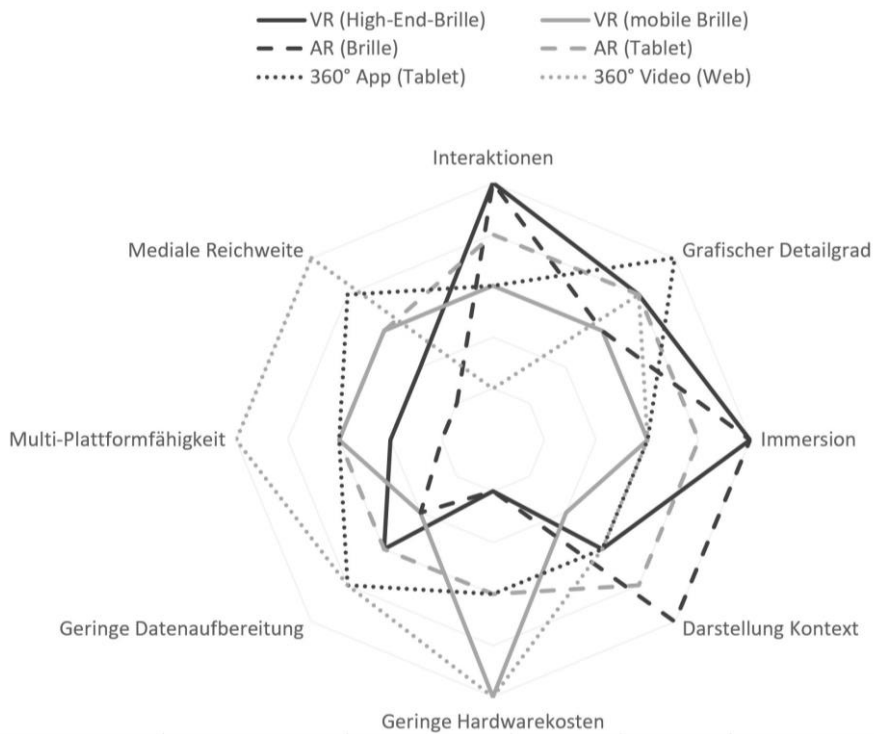 VR (High-End-Brille)
VR (mobile Brille)
AR (Brille)
AR (Tablet)
360° App (Tablet)
360° Video (Web)
Interaktionen
Mediale Reichweite
Grafischer Detailgrad
Multi-Plattformfähigkeit
Immersion
Geringe Datenaufbereitung
Darstellung Kontext
Geringe Hardwarekosten